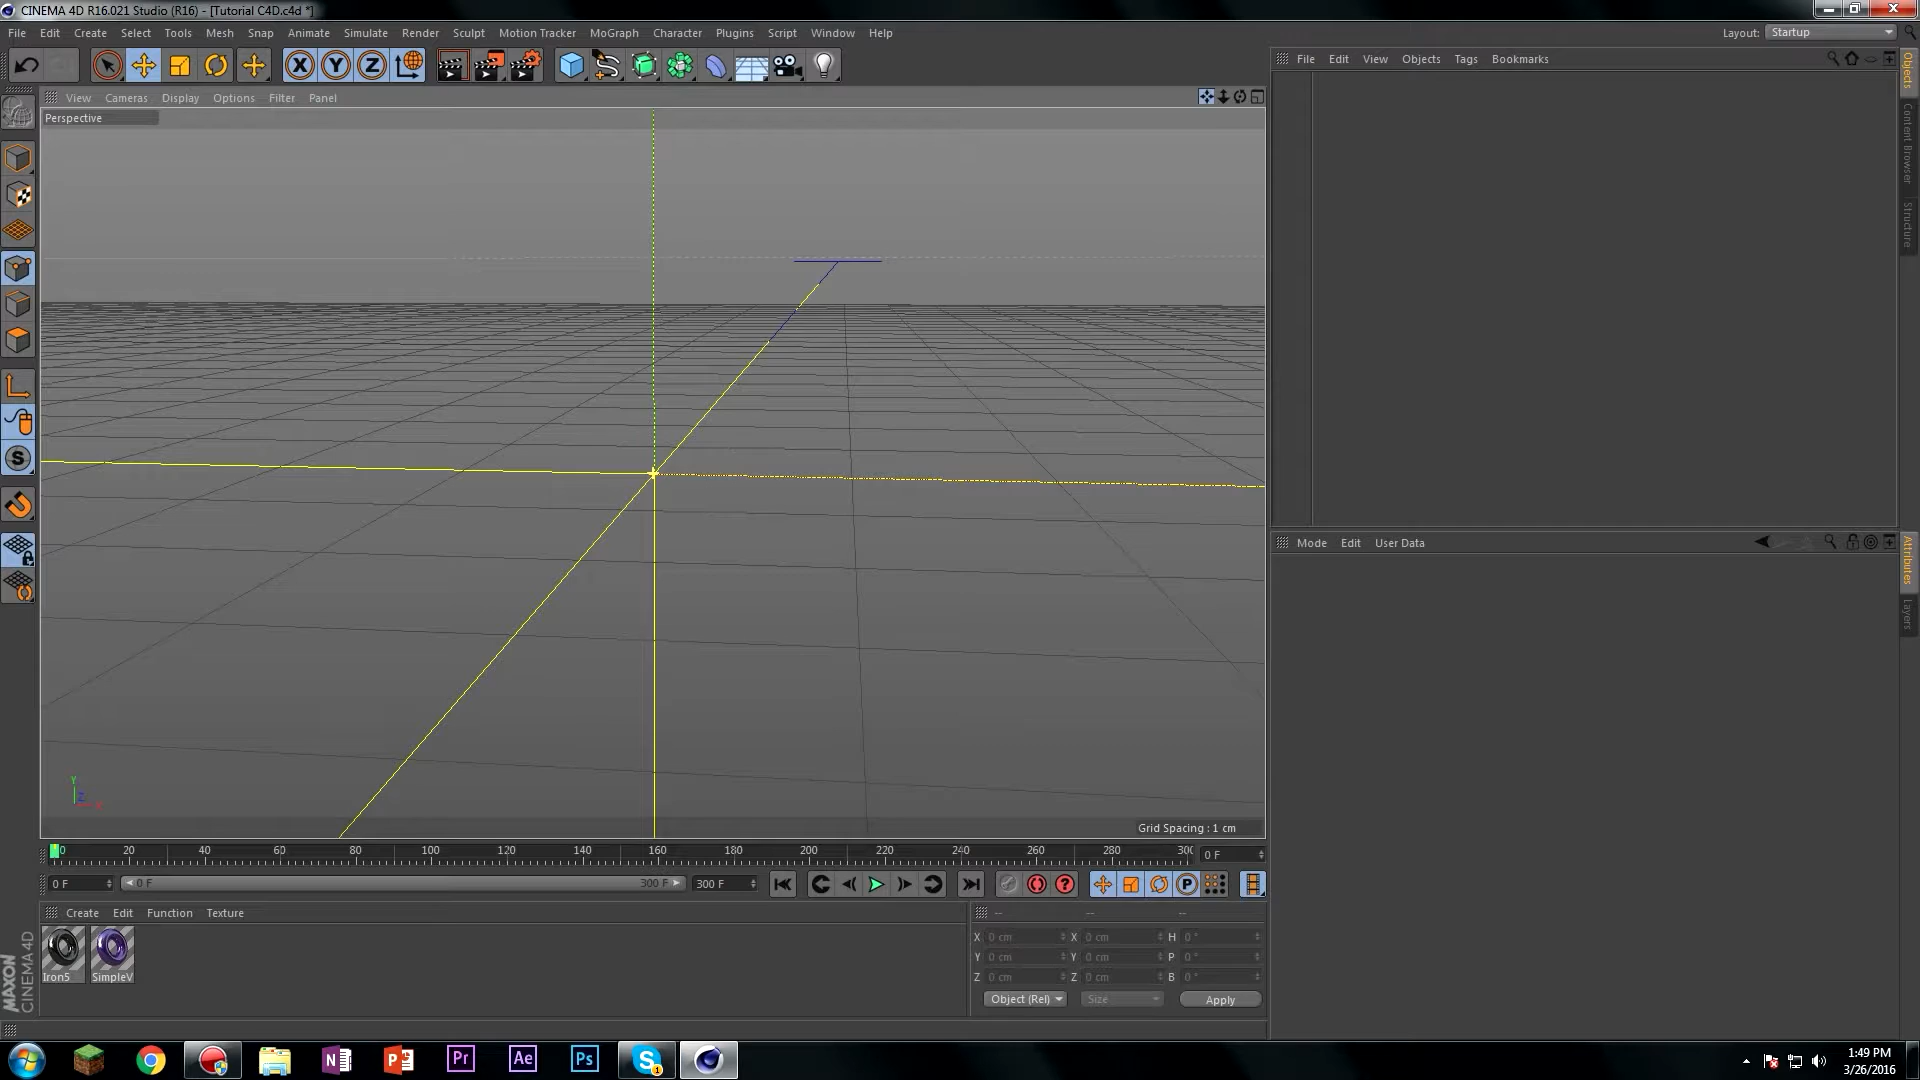 CINEMA 4D R16.021 Studio (R16) - [Tutorial C4D.c4d *]
File Edit Create Select Tools Mesh Snap Animate Simulate Render Sculpt Motion Tracker MoGraph Character Plugins Script Window Help
Layout: Startup
X Y Z
File Edit View Objects Tags Bookmarks
View Cameras Display Options Filter Panel
Perspective
Objects
Content Browser
Structure
S
Mode Edit User Data
Attributes
Layers
Y
Z
X
Grid Spacing : 1 cm
0 20 40 60 80 100 120 140 160 180 200 220 240 260 280 300
0 F
0 F 0 F 300 F 300 F
? P
Create Edit Function Texture
-- -- --
X 0 cm X 0 cm H 0 °
Y 0 cm Y 0 cm P 0 °
Z 0 cm Z 0 cm B 0 °
Object (Rel) Size Apply
Iron5 SimpleV
MAXON
CINEMA 4D
N P Pr Ae Ps S 1
1:49 PM
3/26/2016